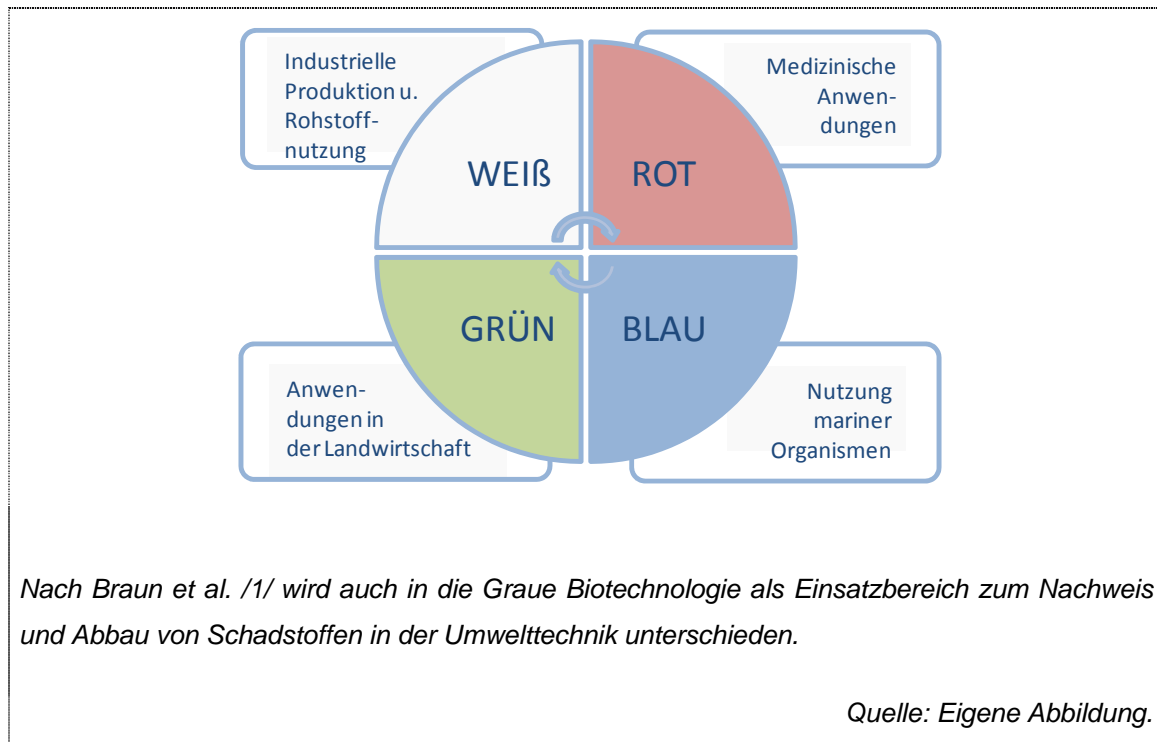 Industrielle
Produktion u.
Rohstoff-
nutzung
Medizinische
Anwen-
dungen
WEIß
ROT
GRÜN
BLAU
Anwen-
dungen in
der Landwirtschaft
Nutzung
mariner
Organismen
Nach Braun et al. /1/ wird auch in die Graue Biotechnologie als Einsatzbereich zum Nachweis
und Abbau von Schadstoffen in der Umwelttechnik unterschieden.
Quelle: Eigene Abbildung.